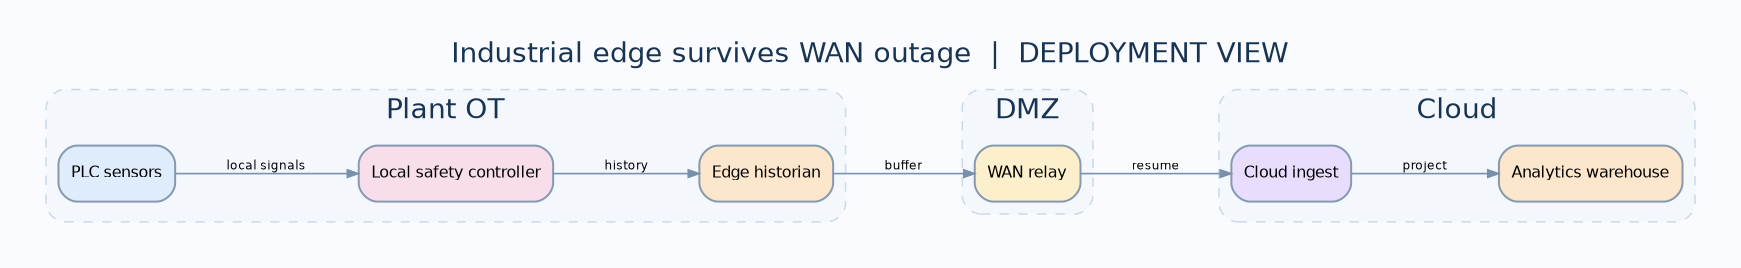 Industrial edge survives WAN outage | DEPLOYMENT VIEW
Plant OT
DMZ
Cloud
PLC sensors
local signals
Local safety controller
history
Edge historian
buffer
WAN relay
resume
Cloud ingest
project
Analytics warehouse